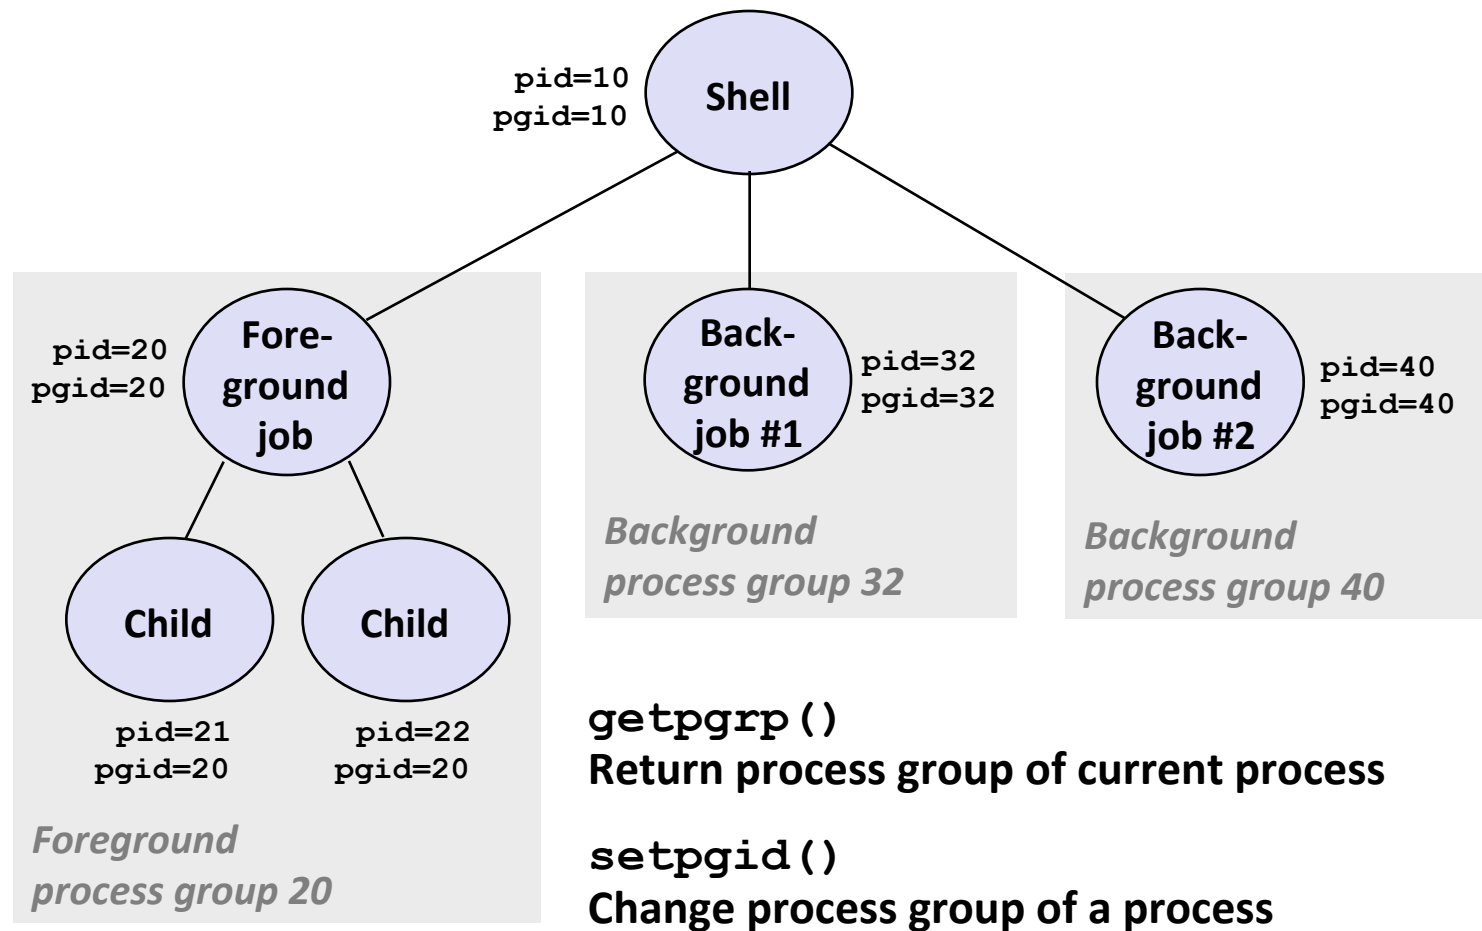 pid=10
pgid=10
Shell
pid=20
pgid=20
Fore-
ground
job
Back-
ground
job #1
pid=32
pgid=32
Back-
ground
job #2
pid=40
pgid=40
Background
process group 32
Background
process group 40
Child
Child
pid=21
pgid=20
pid=22
pgid=20
Foreground
process group 20
getpgrp()
Return process group of current process
setpgid()
Change process group of a process